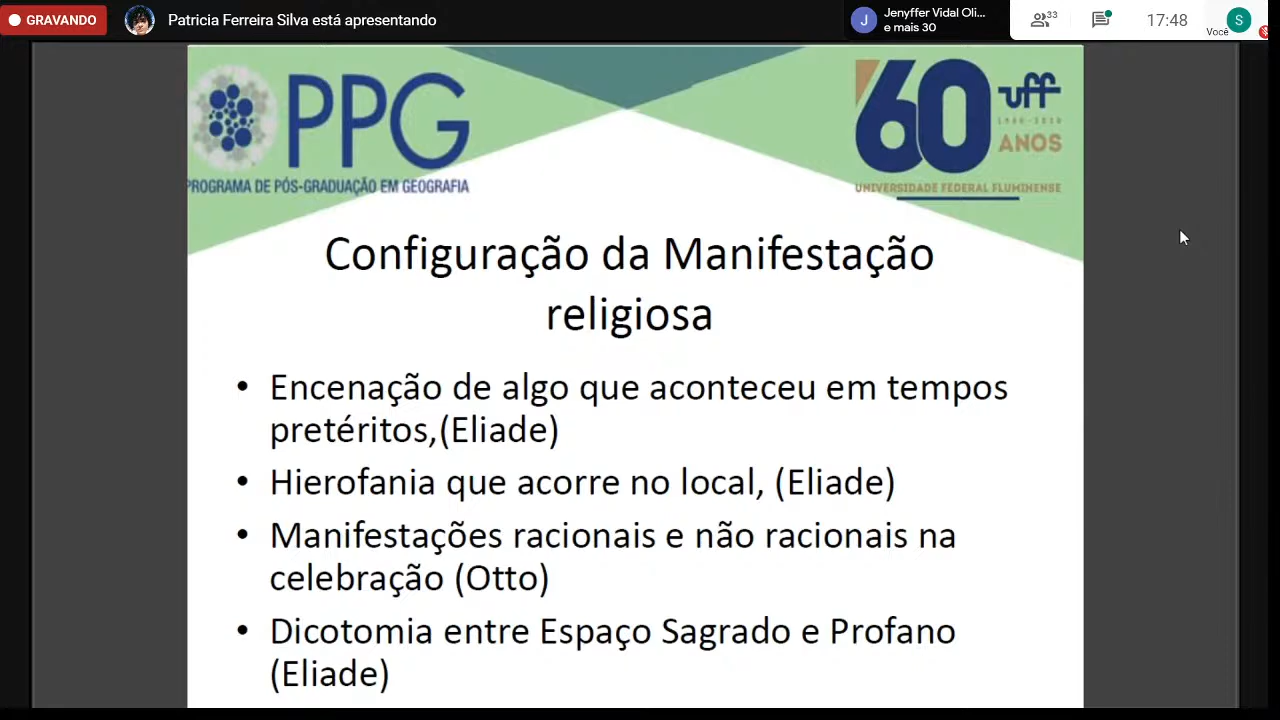 GRAVANDO
Patricia Ferreira Silva está apresentando
J
Jenyffer Vidal Oli...
e mais 30
33
17:48
Você
S
PPG
PROGRAMA DE PÓS-GRADUAÇÃO EM GEOGRAFIA
60
uff
1960-2020
ANOS
UNIVERSIDADE FEDERAL FLUMINENSE
Configuração da Manifestação
religiosa
• Encenação de algo que aconteceu em tempos
pretéritos,(Eliade)
• Hierofania que acorre no local, (Eliade)
• Manifestações racionais e não racionais na
celebração (Otto)
• Dicotomia entre Espaço Sagrado e Profano
(Eliade)